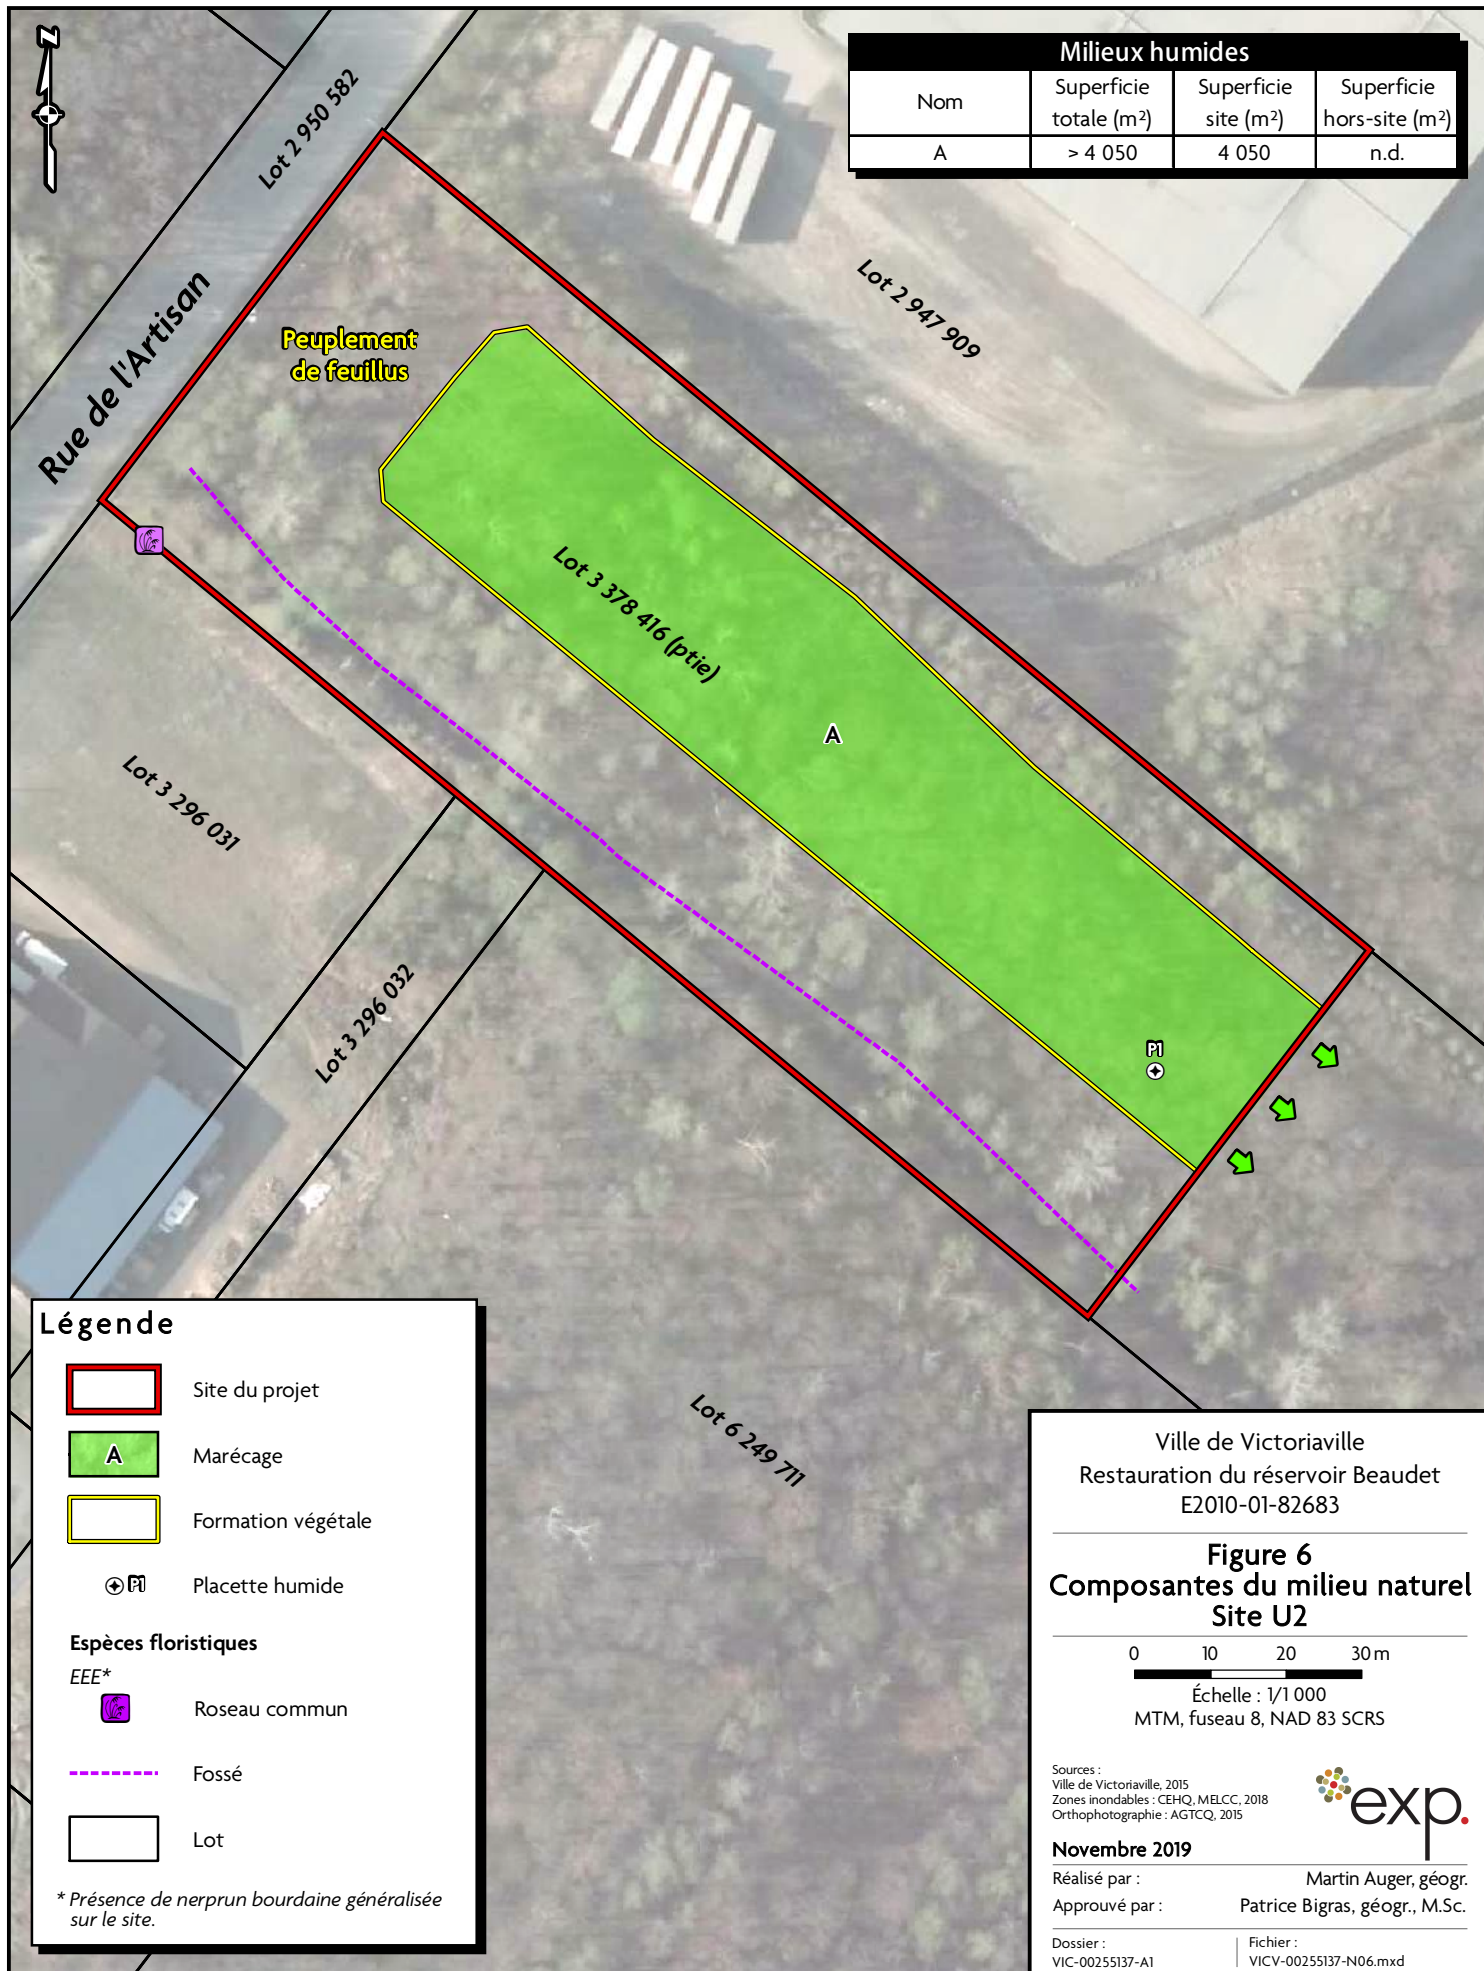 N
Milieux humides
Nom
Superficie totale (m²)
Superficie site (m²)
Superficie hors-site (m²)
A
> 4 050
4 050
n.d.
Lot 2 950 582
Rue de l'Artisan
Lot 2 947 909
Peuplement
de feuillus
Lot 3 378 416 (ptie)
A
Lot 3 296 031
Lot 3 296 032
P1
Lot 6 249 711
Légende
Site du projet
A
Marécage
Formation végétale
P1
Placette humide
Espèces floristiques
EEE*
Roseau commun
Fossé
Lot
* Présence de nerprun bourdaine généralisée
sur le site.
Ville de Victoriaville
Restauration du réservoir Beaudet
E2010-01-82683
Figure 6
Composantes du milieu naturel
Site U2
0 10 20 30 m
Échelle : 1/1 000
MTM, fuseau 8, NAD 83 SCRS
Sources :
Ville de Victoriaville, 2015
Zones inondables : CEHQ, MELCC, 2018
Orthophotographie : AGTCQ, 2015
exp.
Novembre 2019
Réalisé par : Martin Auger, géogr.
Approuvé par : Patrice Bigras, géogr., M.Sc.
Dossier :
VIC-00255137-A1
Fichier :
VICV-00255137-N06.mxd